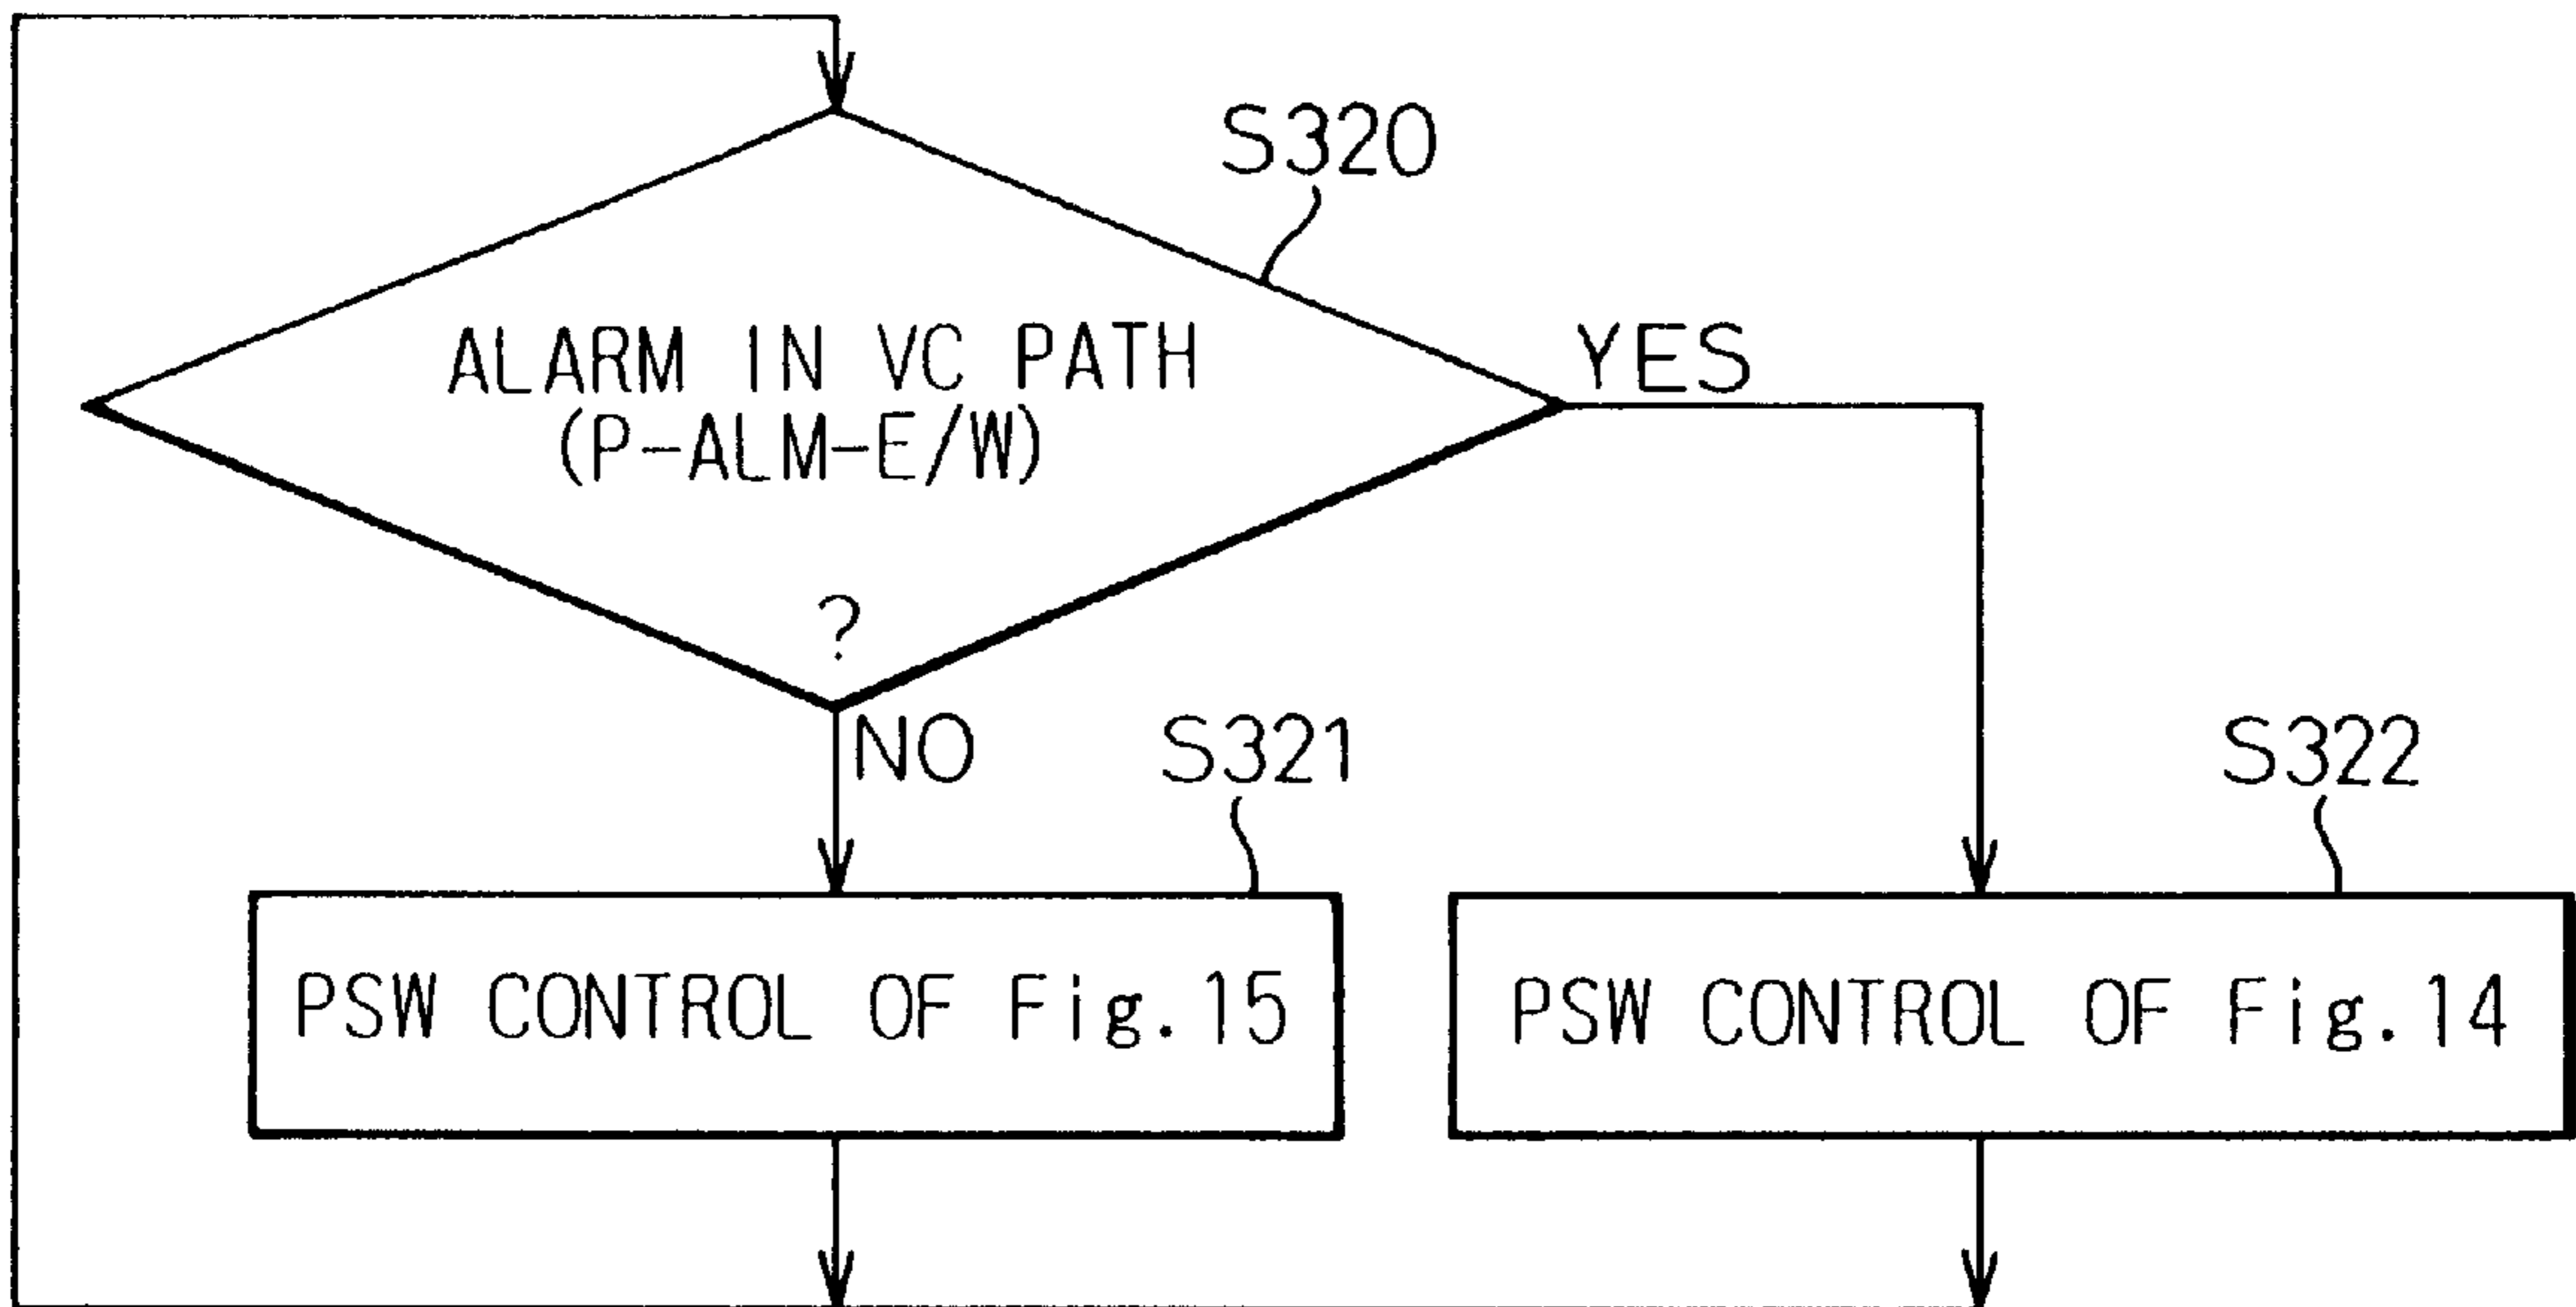 S320
ALARM IN VC PATH
(P-ALM-E/W)
?
YES
NO
S321
S322
PSW CONTROL OF Fig.15
PSW CONTROL OF Fig.14